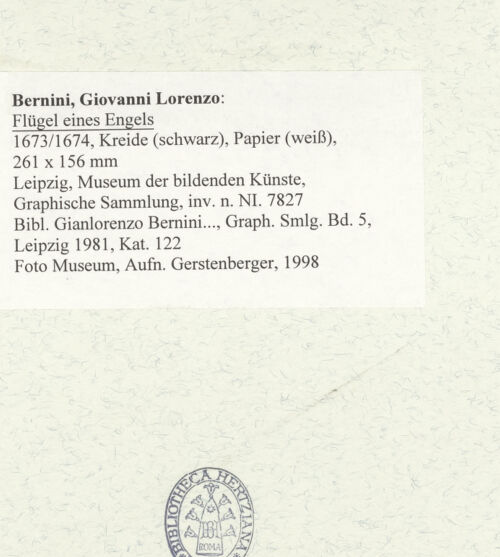 Bernini, Giovanni Lorenzo:
Flügel eines Engels
1673/1674, Kreide (schwarz), Papier (weiß),
261 x 156 mm
Leipzig, Museum der bildenden Künste,
Graphische Sammlung, inv. n. NI. 7827
Bibl. Gianlorenzo Bernini..., Graph. Smlg. Bd. 5,
Leipzig 1981, Kat. 122
Foto Museum, Aufn. Gerstenberger, 1998
BIBLIOTHECA HERTZIANA
ROMA